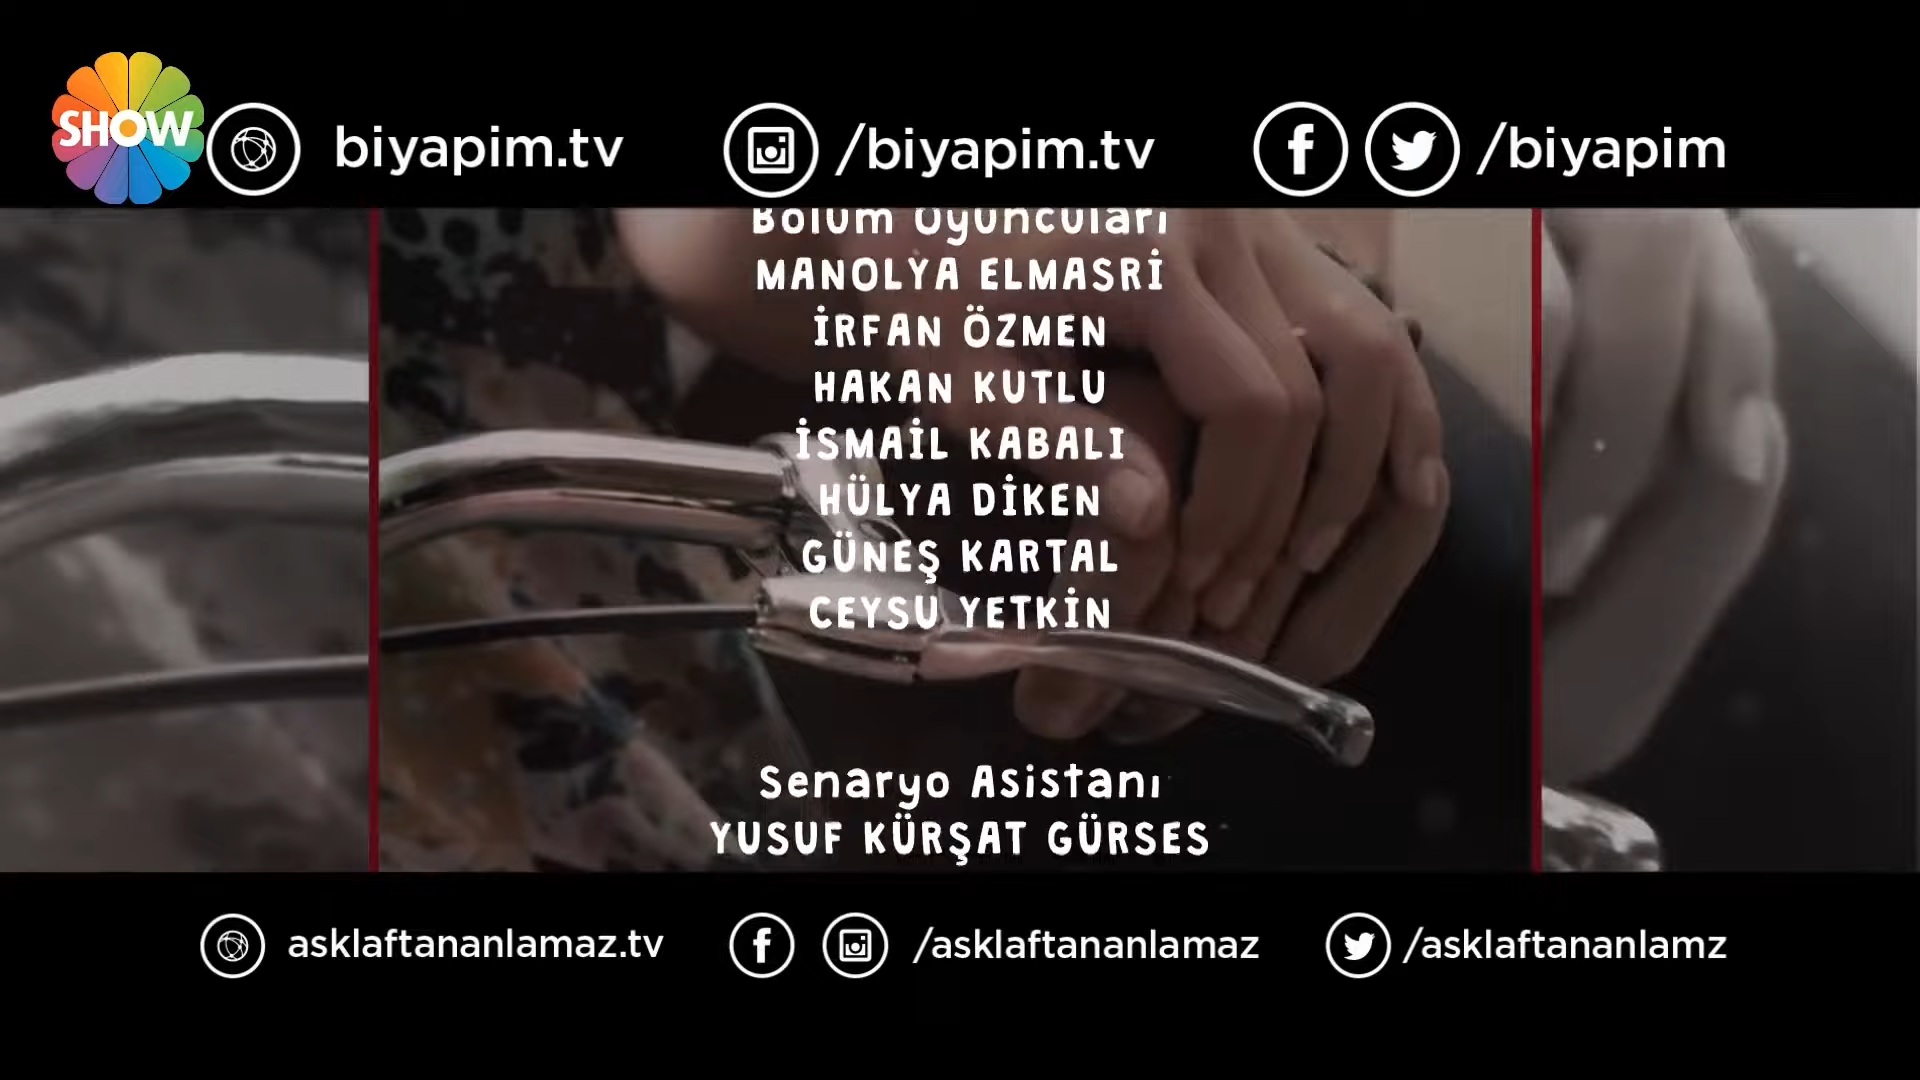 SHOW
biyapim.tv
/biyapim.tv
/biyapim
Bölüm Oyuncuları
MANOLYA ELMASRİ
İRFAN ÖZMEN
HAKAN KUTLU
İSMAİL KABALI
HÜLYA DİKEN
GÜNEŞ KARTAL
CEYSU YETKİN
Senaryo Asistanı
YUSUF KÜRŞAT GÜRSES
asklaftananlamaz.tv
/asklaftananlamaz
/asklaftananlamz